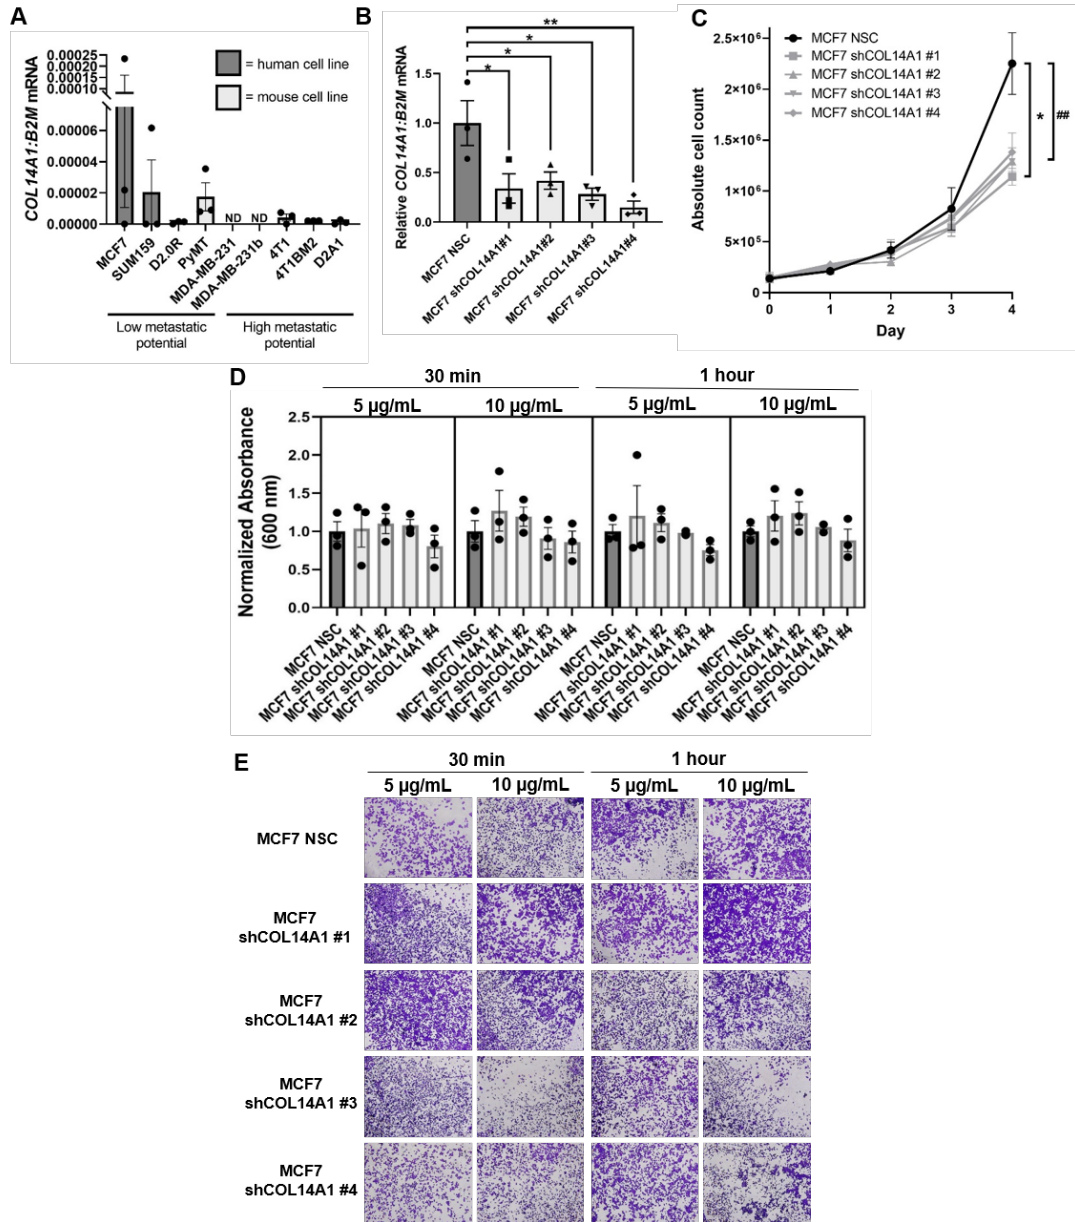 A
COL14A1:B2M mRNA
0.00025
0.00020
0.00015
0.00010
0.00006
0.00004
0.00002
0.00000
= human cell line
= mouse cell line
ND
ND
MCF7
SUM159
D2.0R
PyMT
MDA-MB-231
MDA-MB-231b
4T1
4T1BM2
D2A1
Low metastatic
potential
High metastatic
potential
B
Relative COL14A1:B2M mRNA
1.5
1.0
0.5
0.0
**
*
*
*
MCF7 NSC
MCF7 shCOL14A1#1
MCF7 shCOL14A1#2
MCF7 shCOL14A1#3
MCF7 shCOL14A1#4
C
Absolute cell count
2.5×10⁶
2×10⁶
1.5×10⁶
1×10⁶
5×10⁵
0
MCF7 NSC
MCF7 shCOL14A1 #1
MCF7 shCOL14A1 #2
MCF7 shCOL14A1 #3
MCF7 shCOL14A1 #4
*
##
0 1 2 3 4
Day
D
30 min
1 hour
5 µg/mL
10 µg/mL
5 µg/mL
10 µg/mL
Normalized Absorbance
(600 nm)
2.5
2.0
1.5
1.0
0.5
0.0
MCF7 NSC
MCF7 shCOL14A1 #1
MCF7 shCOL14A1 #2
MCF7 shCOL14A1 #3
MCF7 shCOL14A1 #4
MCF7 NSC
MCF7 shCOL14A1 #1
MCF7 shCOL14A1 #2
MCF7 shCOL14A1 #3
MCF7 shCOL14A1 #4
MCF7 NSC
MCF7 shCOL14A1 #1
MCF7 shCOL14A1 #2
MCF7 shCOL14A1 #3
MCF7 shCOL14A1 #4
MCF7 NSC
MCF7 shCOL14A1 #1
MCF7 shCOL14A1 #2
MCF7 shCOL14A1 #3
MCF7 shCOL14A1 #4
E
30 min
1 hour
5 µg/mL
10 µg/mL
5 µg/mL
10 µg/mL
MCF7 NSC
MCF7
shCOL14A1 #1
MCF7
shCOL14A1 #2
MCF7
shCOL14A1 #3
MCF7
shCOL14A1 #4